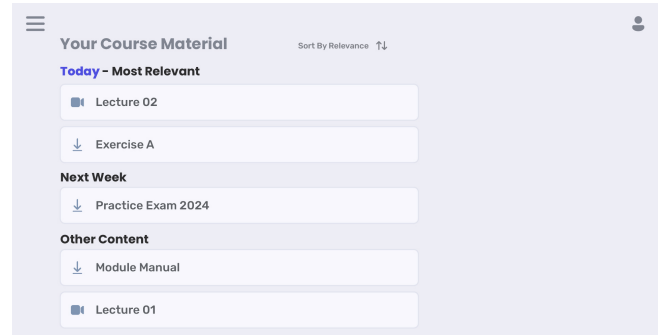 Your Course Material
Sort By Relevance
Today - Most Relevant
Lecture 02
Exercise A
Next Week
Practice Exam 2024
Other Content
Module Manual
Lecture 01